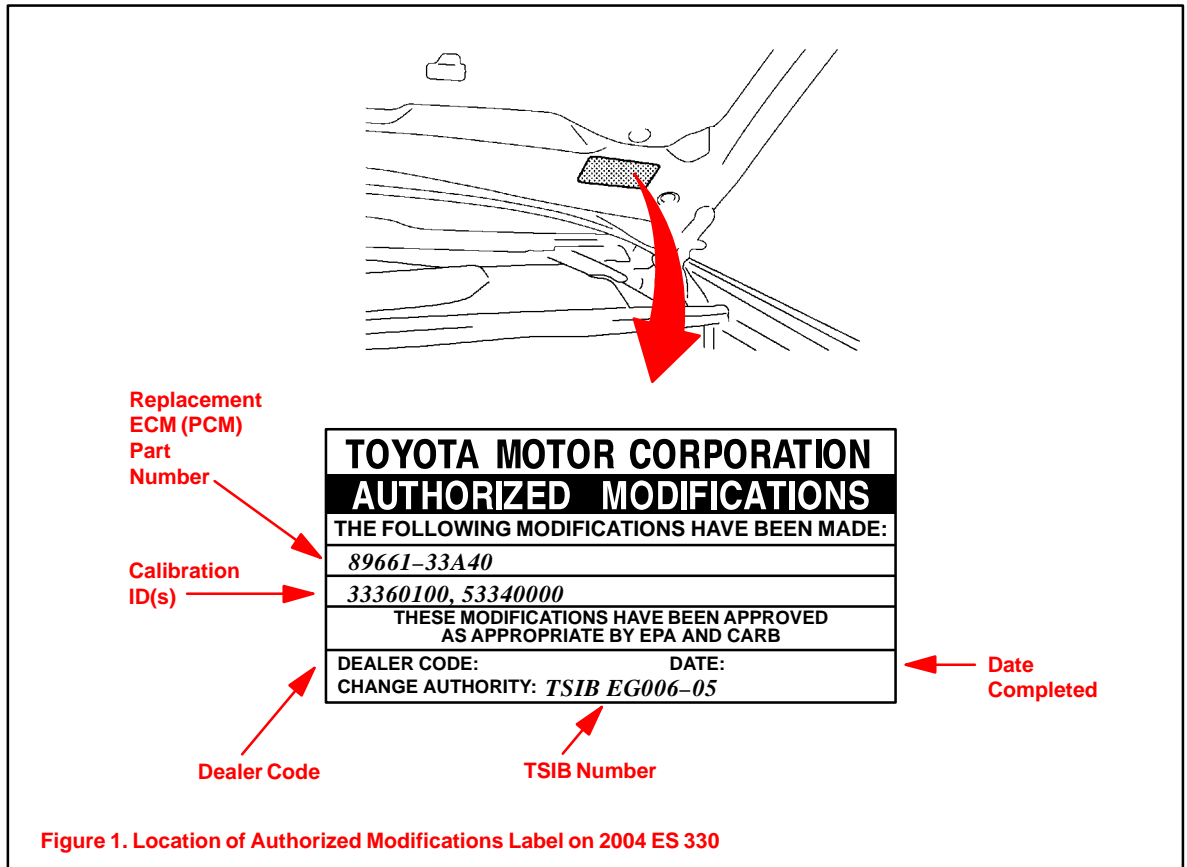 Replacement
ECM (PCM)
Part
Number
TOYOTA MOTOR CORPORATION
AUTHORIZED MODIFICATIONS
THE FOLLOWING MODIFICATIONS HAVE BEEN MADE:
89661–33A40
Calibration
ID(s)
33360100, 53340000
THESE MODIFICATIONS HAVE BEEN APPROVED
AS APPROPRIATE BY EPA AND CARB
DEALER CODE: DATE:
CHANGE AUTHORITY: TSIB EG006–05
Date
Completed
Dealer Code
TSIB Number
Figure 1. Location of Authorized Modifications Label on 2004 ES 330